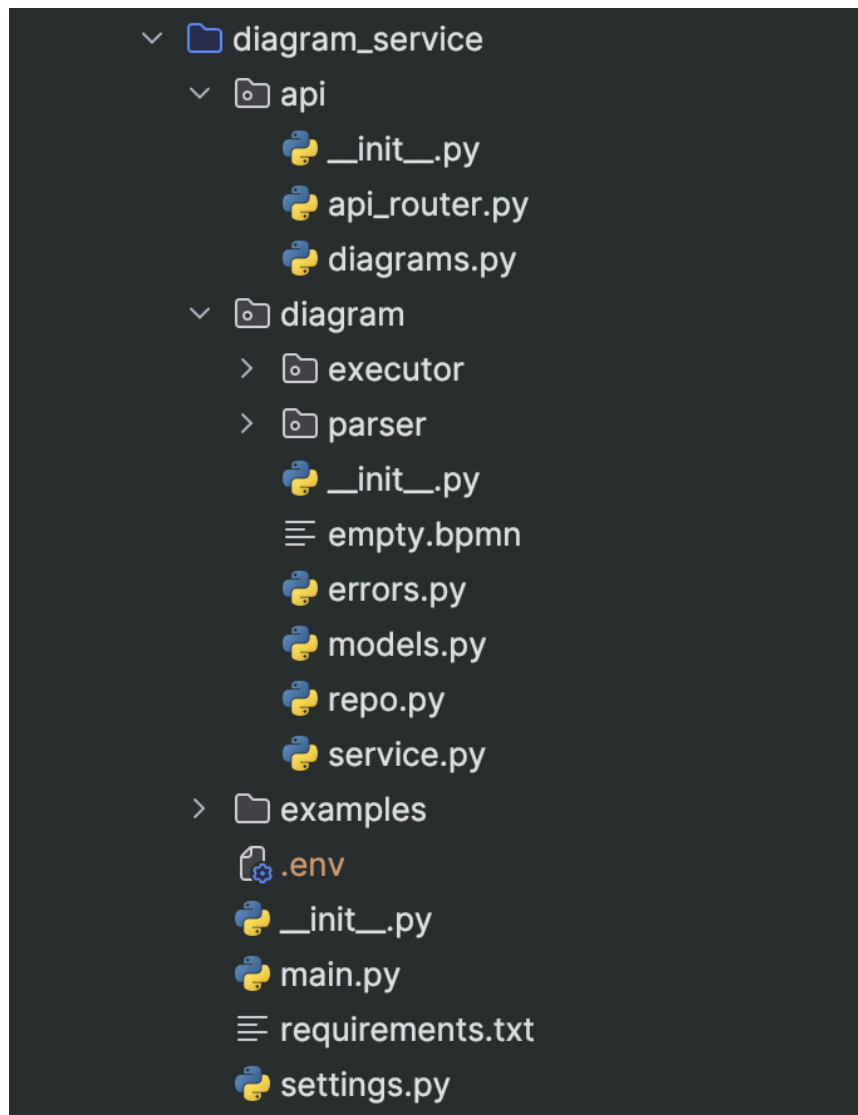 diagram_service
api
__init__.py
api_router.py
diagrams.py
diagram
executor
parser
__init__.py
empty.bpmn
errors.py
models.py
repo.py
service.py
examples
.env
__init__.py
main.py
requirements.txt
settings.py